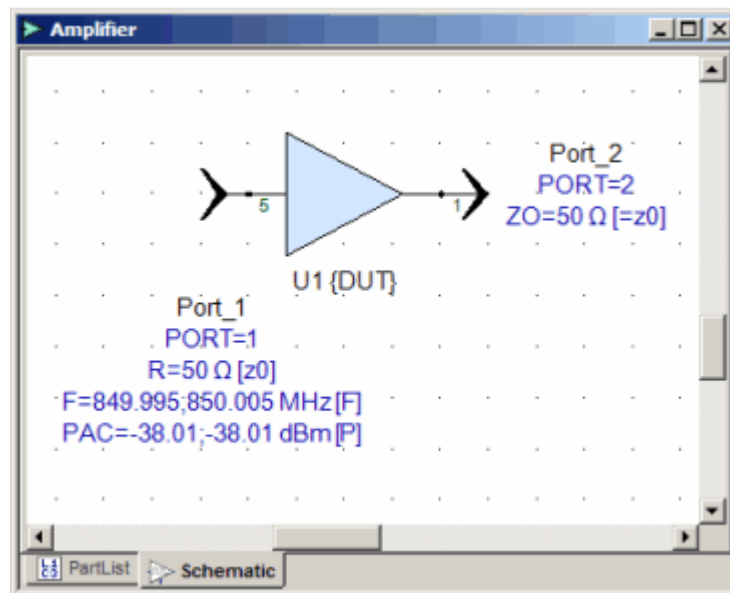 Amplifier
Port_2
PORT=2
ZO=50 Ω [=z0]
5
1
U1 {DUT}
Port_1
PORT=1
R=50 Ω [z0]
F=849.995;850.005 MHz [F]
PAC=-38.01;-38.01 dBm [P]
PartList
Schematic